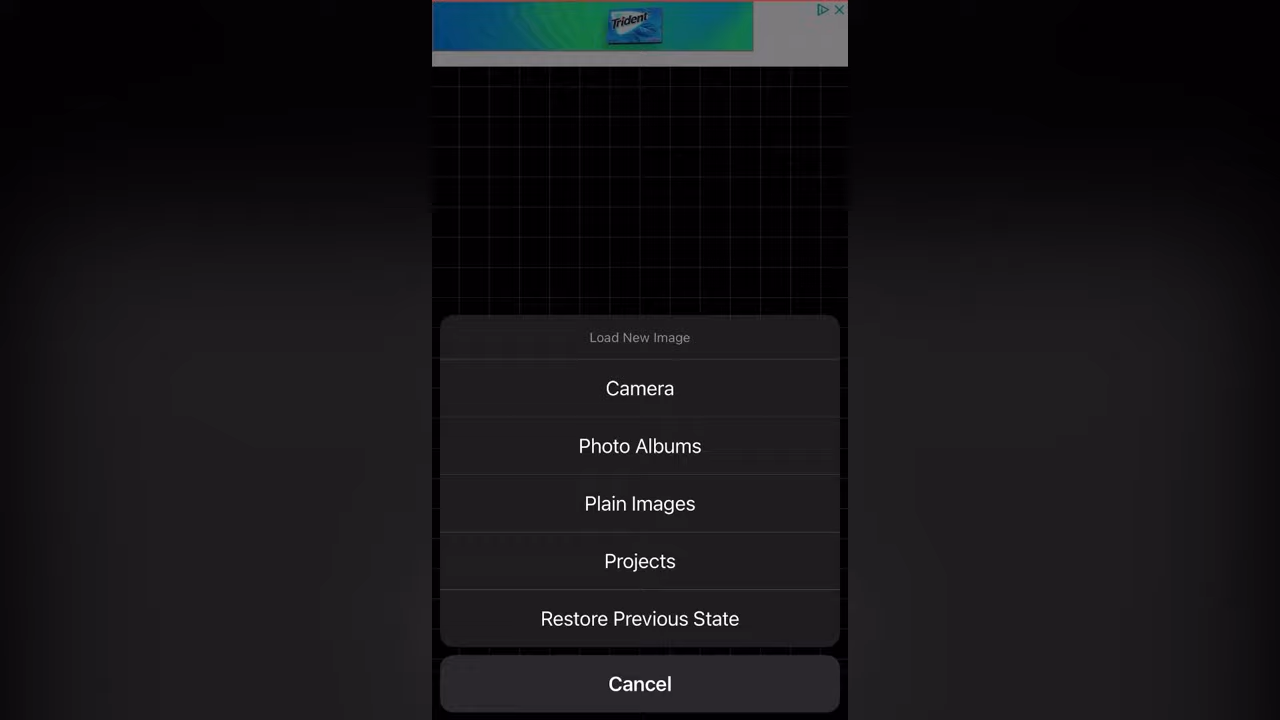 Trident
Load New Image
Camera
Photo Albums
Plain Images
Projects
Restore Previous State
Cancel